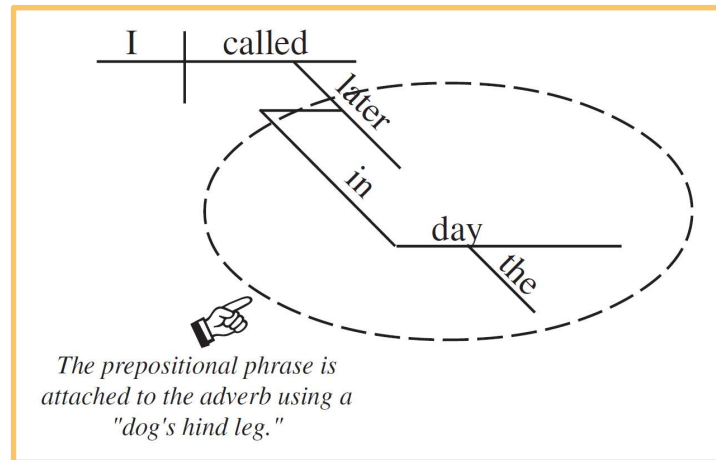 I called
later
in
day
the
The prepositional phrase is
attached to the adverb using a
"dog's hind leg."